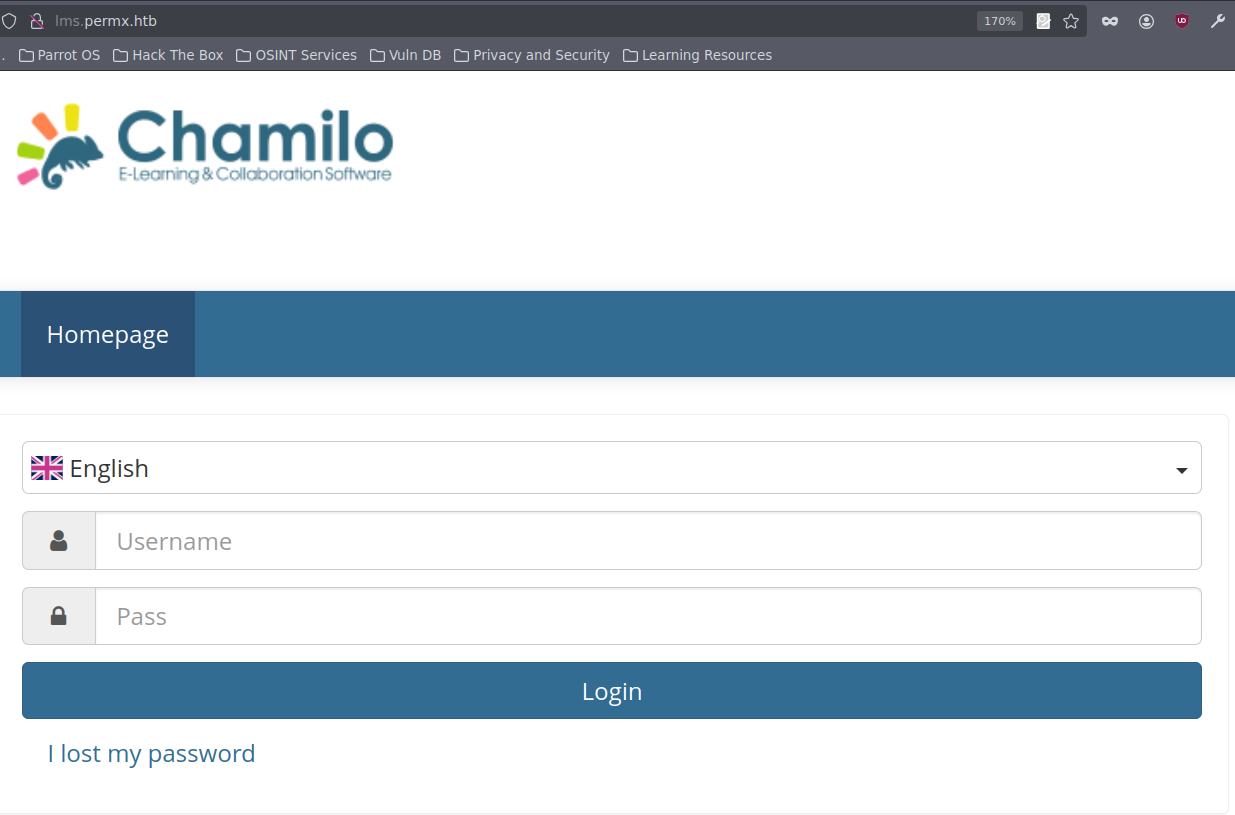 lms.permx.htb 170%
. Parrot OS Hack The Box OSINT Services Vuln DB Privacy and Security Learning Resources
Chamilo
E-Learning & Collaboration Software
Homepage
English
Username
Pass
Login
I lost my password